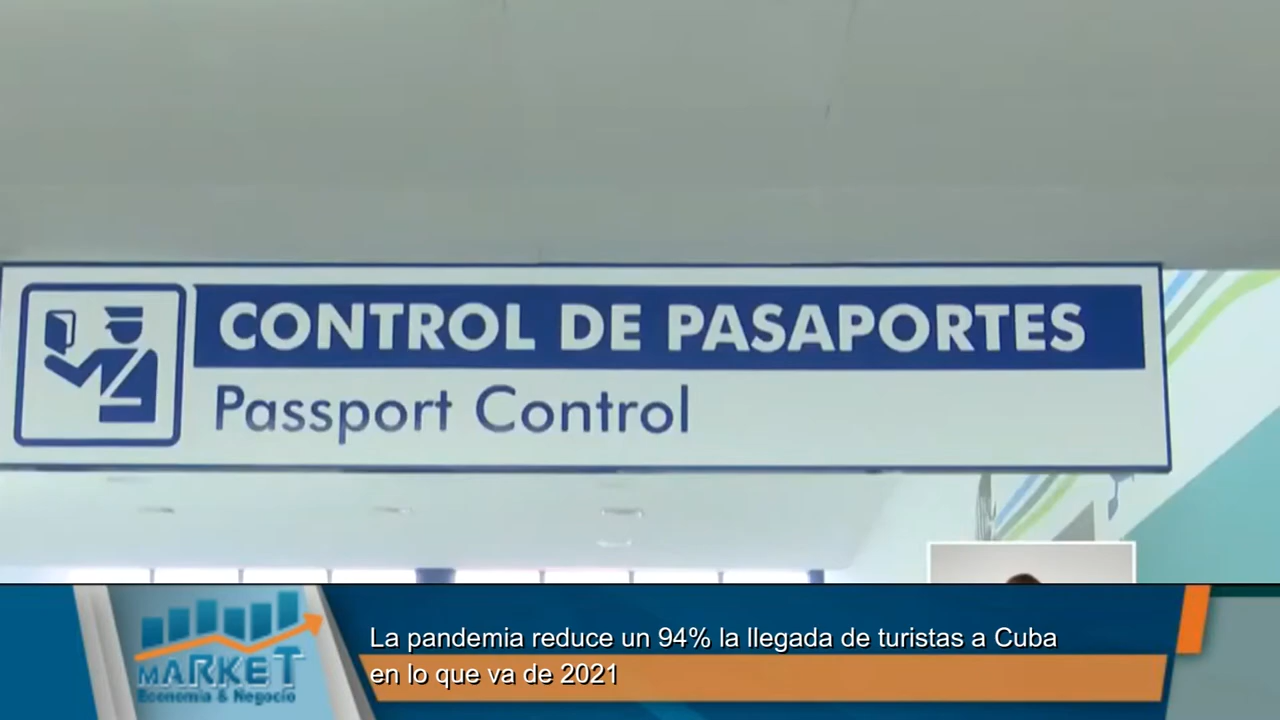 CONTROL DE PASAPORTES
Passport Control
La pandemia reduce un 94% la llegada de turistas a Cuba
en lo que va de 2021
MARKET
Economía & Negocio